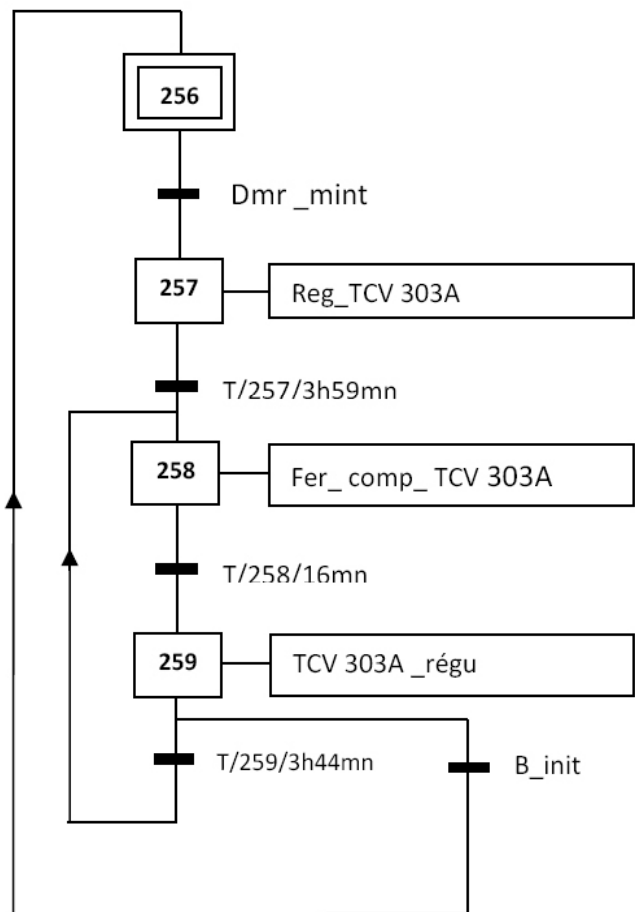 256
Dmr _mint
257
Reg_TCV 303A
T/257/3h59mn
258
Fer_ comp_ TCV 303A
T/258/16mn
259
TCV 303A _régu
T/259/3h44mn
B_init